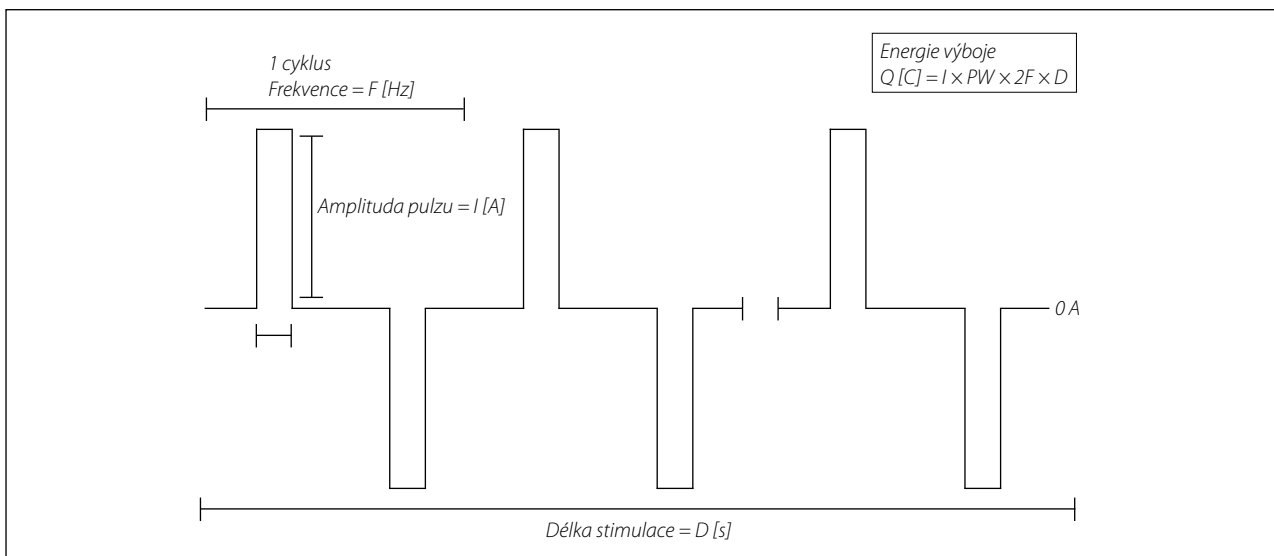 1 cyklus
Frekvence = F [Hz]
Energie výboje
Q [C] = I × PW × 2F × D
Amplituda pulzu = I [A]
0 A
Délka stimulace = D [s]